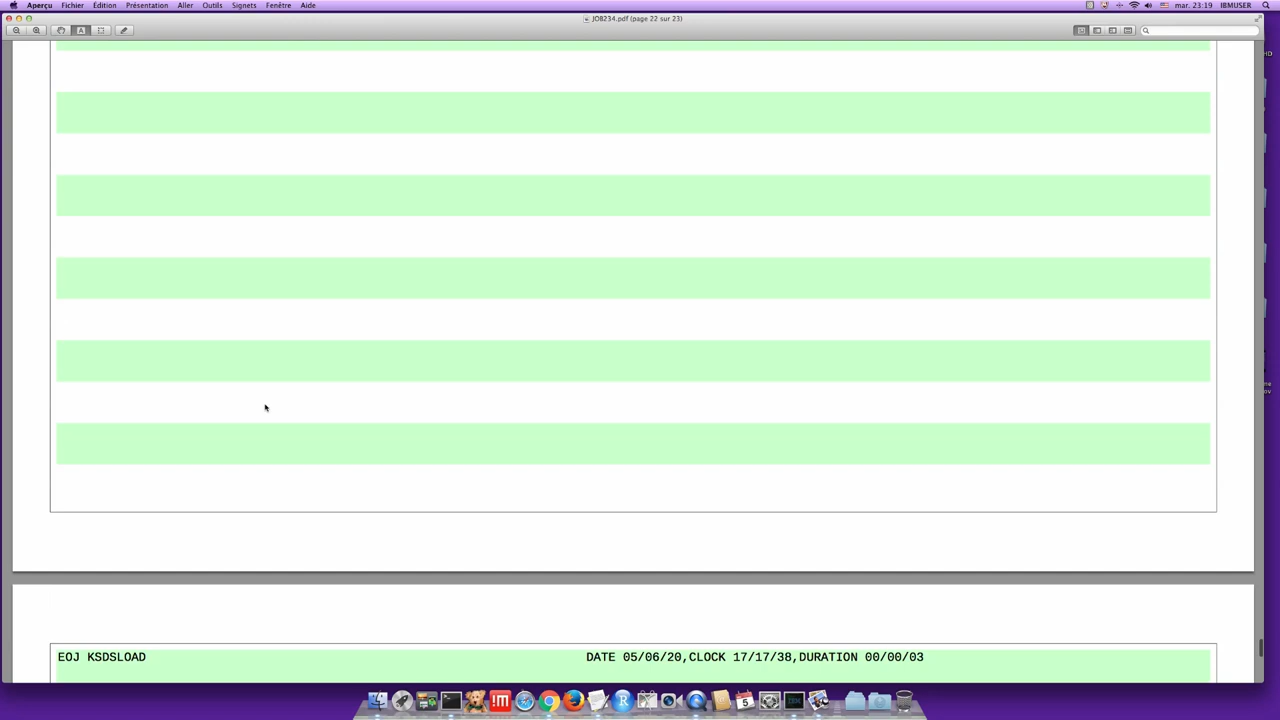 Aperçu Fichier Édition Présentation Aller Outils Signets Fenêtre Aide mar. 23:19 IBMUSER
JOB234.pdf (page 22 sur 23)
EOJ KSDSLOAD DATE 05/06/20,CLOCK 17/17/38,DURATION 00/00/03